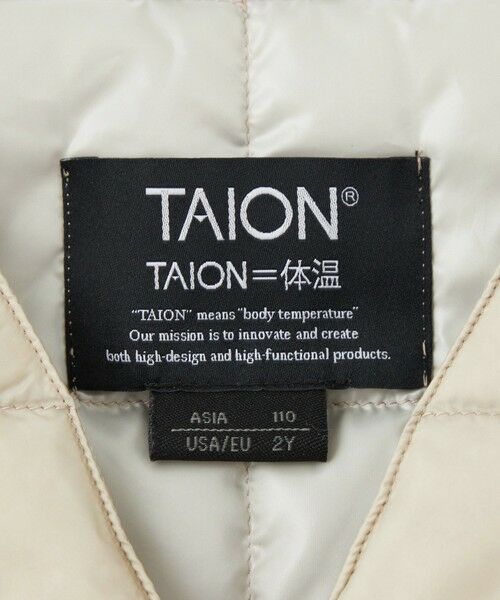 TAION®
TAION=体温
“TAION” means “body temperature”
Our mission is to innovate and create
both high-design and high-functional products.
ASIA 110
USA/EU 2Y